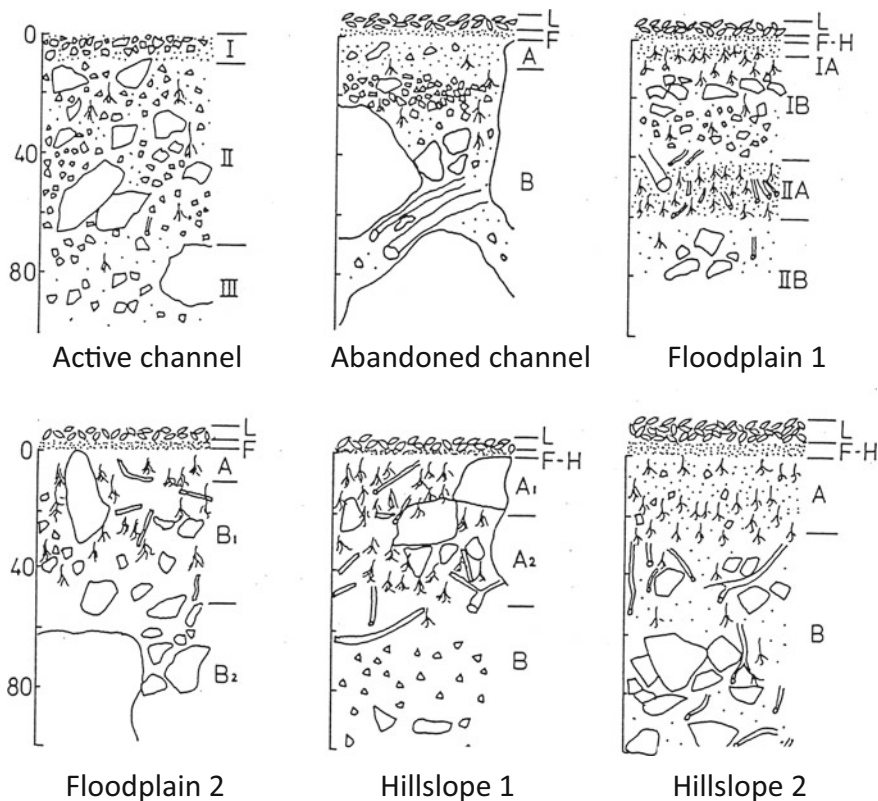 0
40
80
I
II
III
Active channel
L
F
A
B
Abandoned channel
L
F-H
IA
IB
IIA
IIB
Floodplain 1
0
40
80
L
F
A
B1
B2
Floodplain 2
L
F-H
A1
A2
B
Hillslope 1
L
F-H
A
B
Hillslope 2